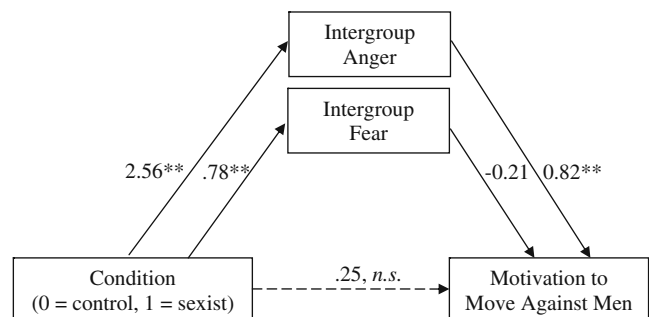 Intergroup
Anger
Intergroup
Fear
2.56**
.78**
-0.21
0.82**
Condition
(0 = control, 1 = sexist)
.25, n.s.
Motivation to
Move Against Men